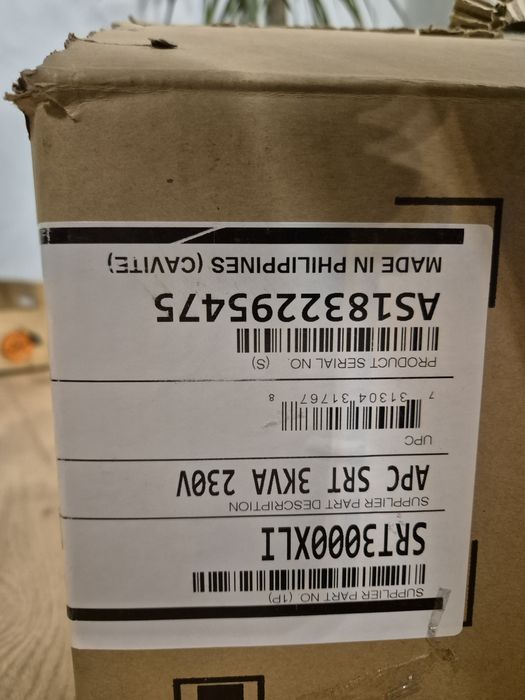 SUPPLIER PART NO. (1P)
SRT3000XLI
SUPPLIER PART DESCRIPTION
APC SRT 3KVA 230V
UPC
7 31304 31767 8
PRODUCT SERIAL NO. (S)
AS1832295475
MADE IN PHILIPPINES (CAVITE)